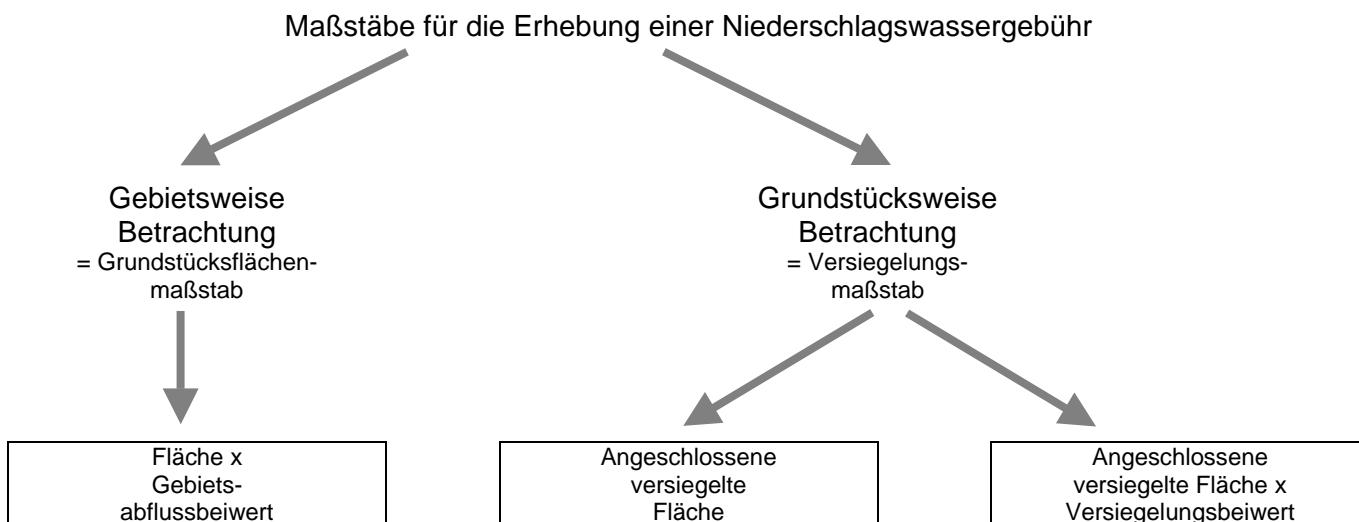 Maßstäbe für die Erhebung einer Niederschlagswassergebühr
Gebietsweise
Betrachtung
= Grundstücksflächen-
maßstab
Grundstücksweise
Betrachtung
= Versiegelungs-
maßstab
Fläche x
Gebiets-
abflussbeiwert
Angeschlossene
versiegelte
Fläche
Angeschlossene
versiegelte Fläche x
Versiegelungsbeiwert